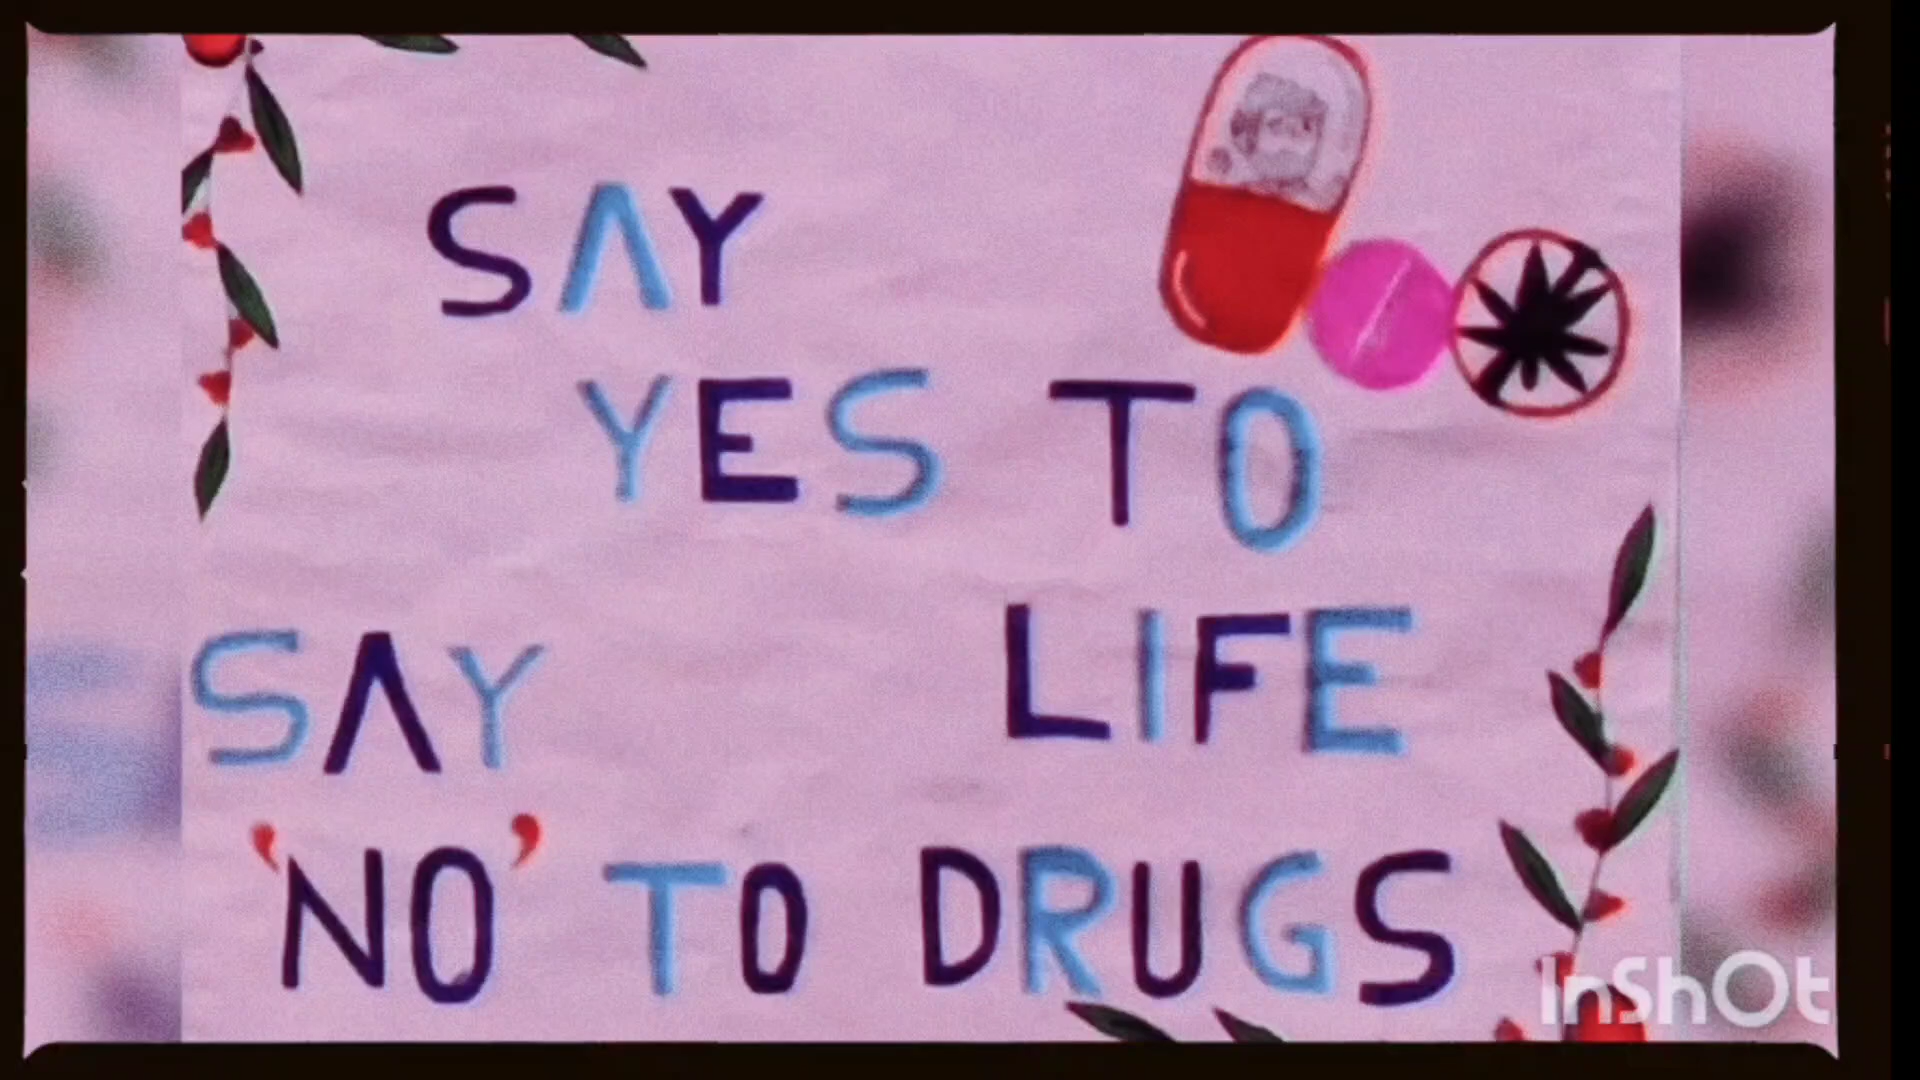 SAY
YES TO
LIFE
SAY
'NO' TO DRUGS
InShOt